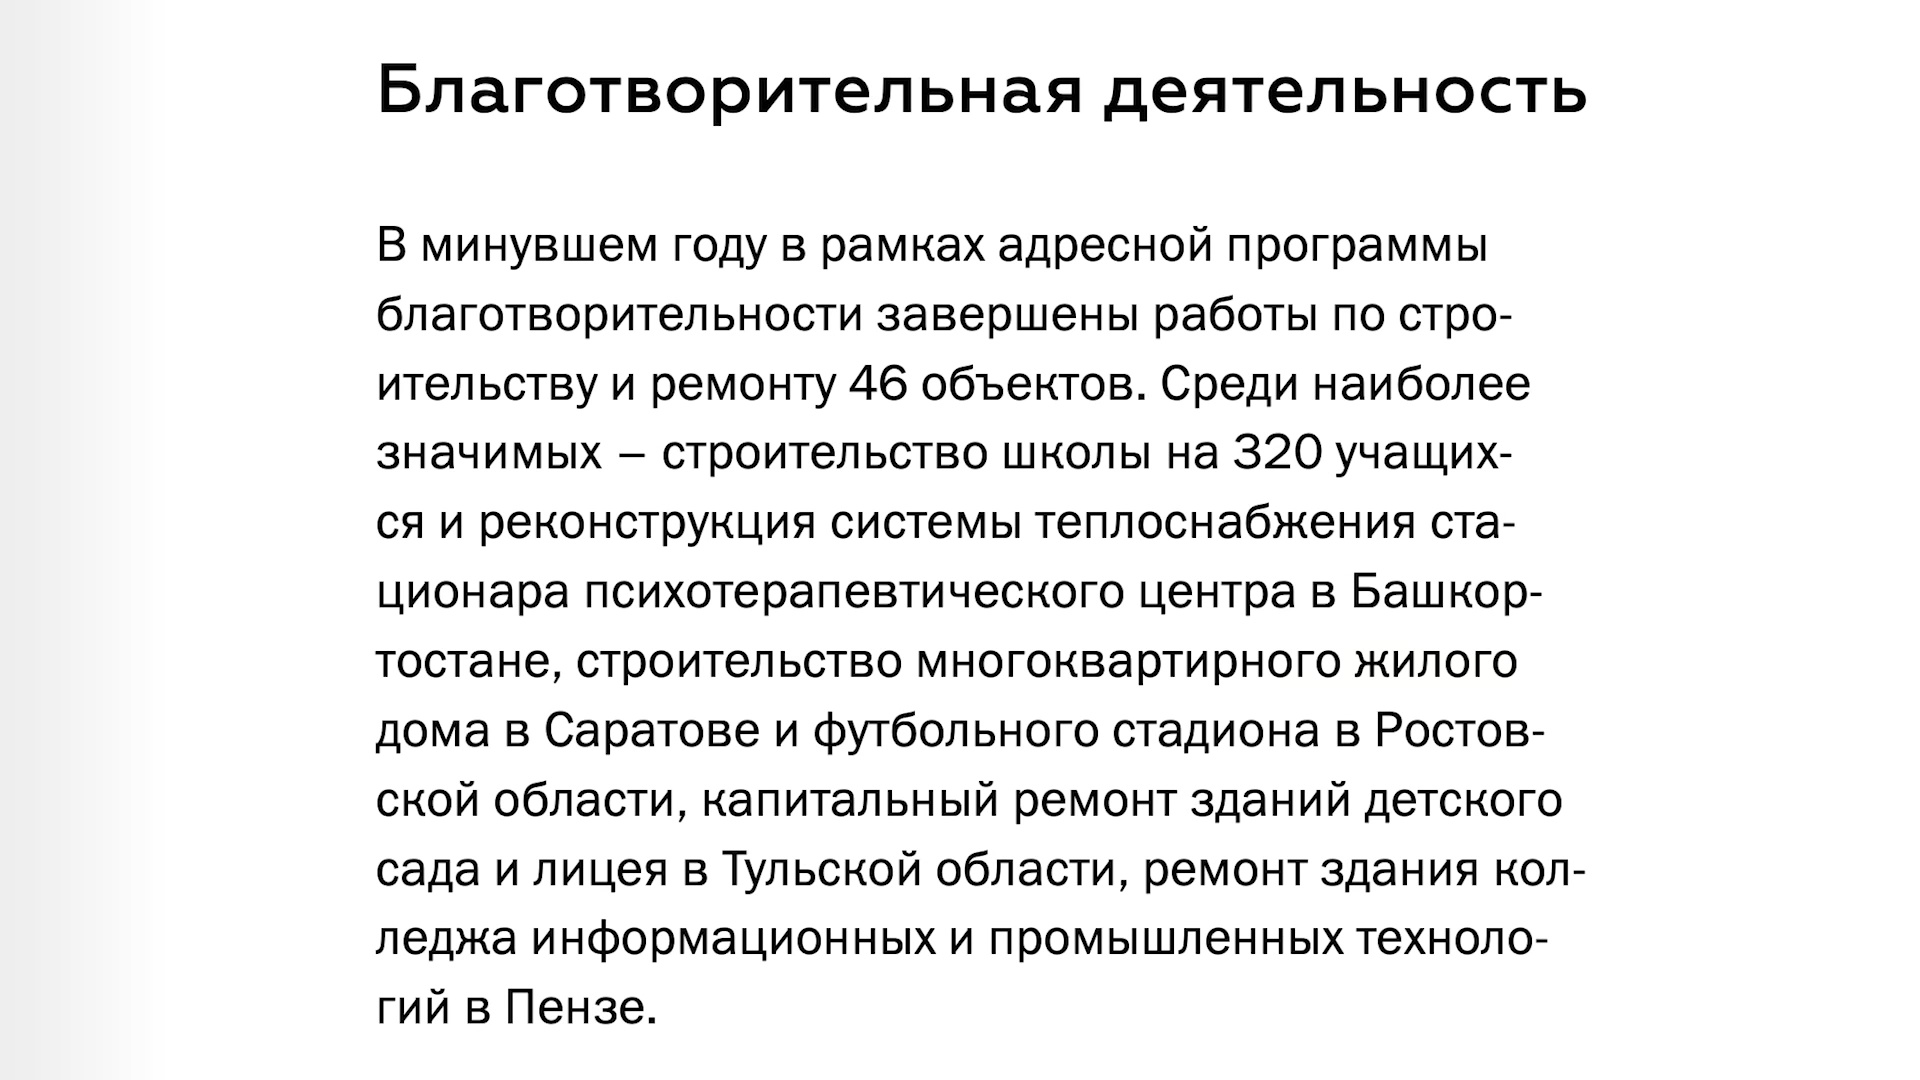 Благотворительная деятельность
В минувшем году в рамках адресной программы
благотворительности завершены работы по стро-
ительству и ремонту 46 объектов. Среди наиболее
значимых – строительство школы на 320 учащих-
ся и реконструкция системы теплоснабжения ста-
ционара психотерапевтического центра в Башкор-
тостане, строительство многоквартирного жилого
дома в Саратове и футбольного стадиона в Ростов-
ской области, капитальный ремонт зданий детского
сада и лицея в Тульской области, ремонт здания кол-
леджа информационных и промышленных техноло-
гий в Пензе.